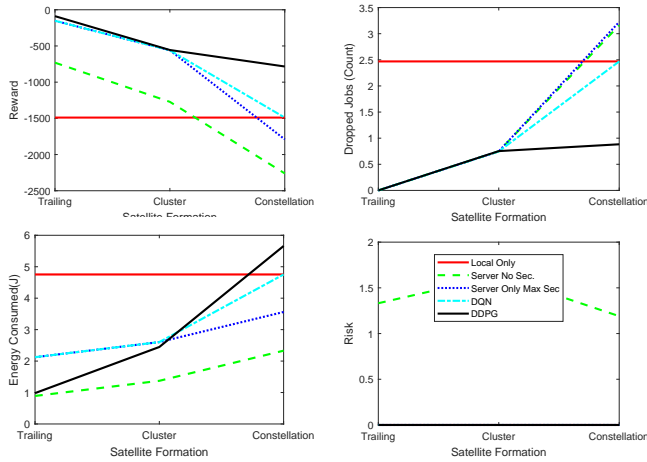 0
-500
-1000
-1500
-2000
-2500
Reward
Trailing Cluster Constellation
Satellite Formation
3.5
3
2.5
2
1.5
1
0.5
0
Dropped Jobs (Count)
Trailing Cluster Constellation
Satellite Formation
6
5
4
3
2
1
0
Energy Consumed(J)
Trailing Cluster Constellation
Satellite Formation
2
1.5
1
0.5
0
Risk
Local Only
Server No Sec.
Server Only Max Sec
DQN
DDPG
Trailing Cluster Constellation
Satellite Formation